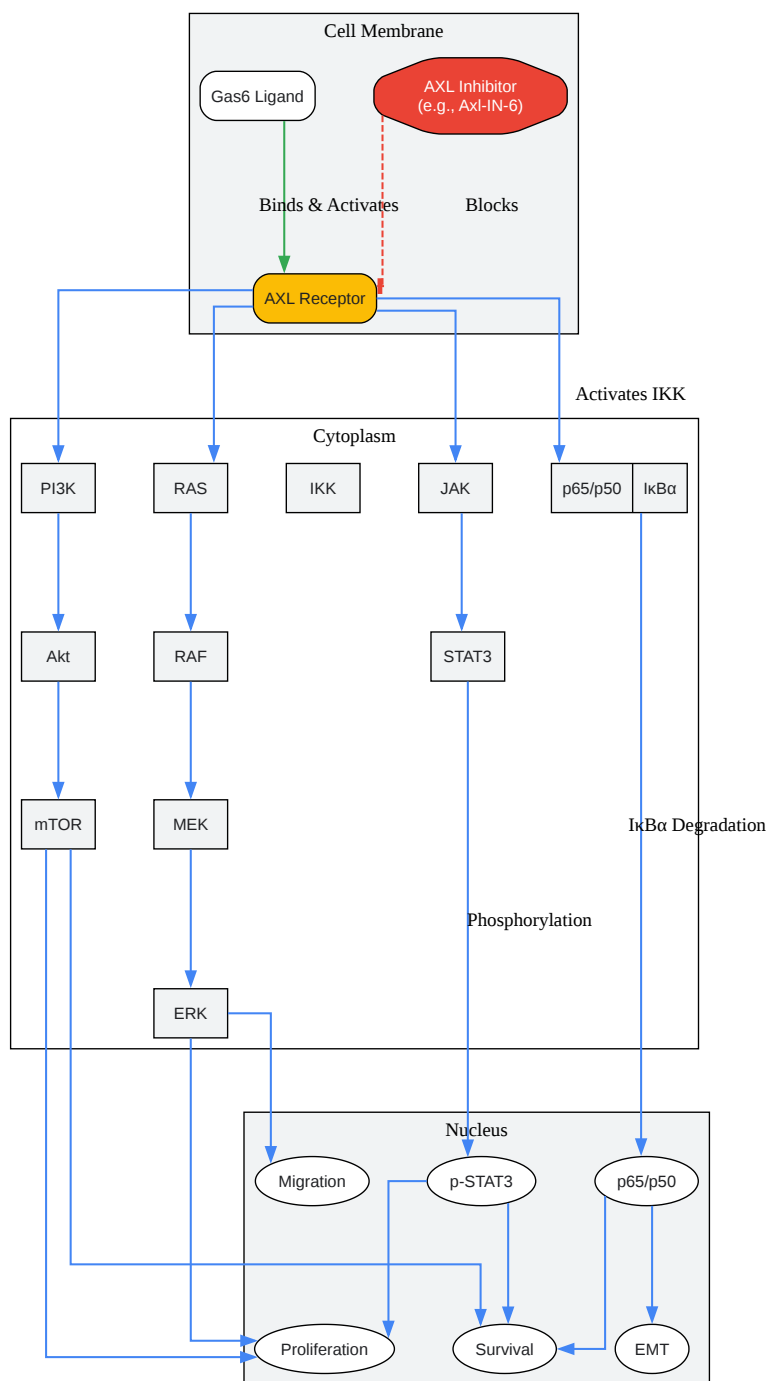 Cell Membrane
Gas6 Ligand
AXL Inhibitor
(e.g., Axl-IN-6)
Binds & Activates
Blocks
AXL Receptor
Activates IKK
Cytoplasm
PI3K
RAS
IKK
JAK
p65/p50
IκBα
Akt
RAF
STAT3
mTOR
MEK
IκBα Degradation
Phosphorylation
ERK
Nucleus
Migration
p-STAT3
p65/p50
Proliferation
Survival
EMT